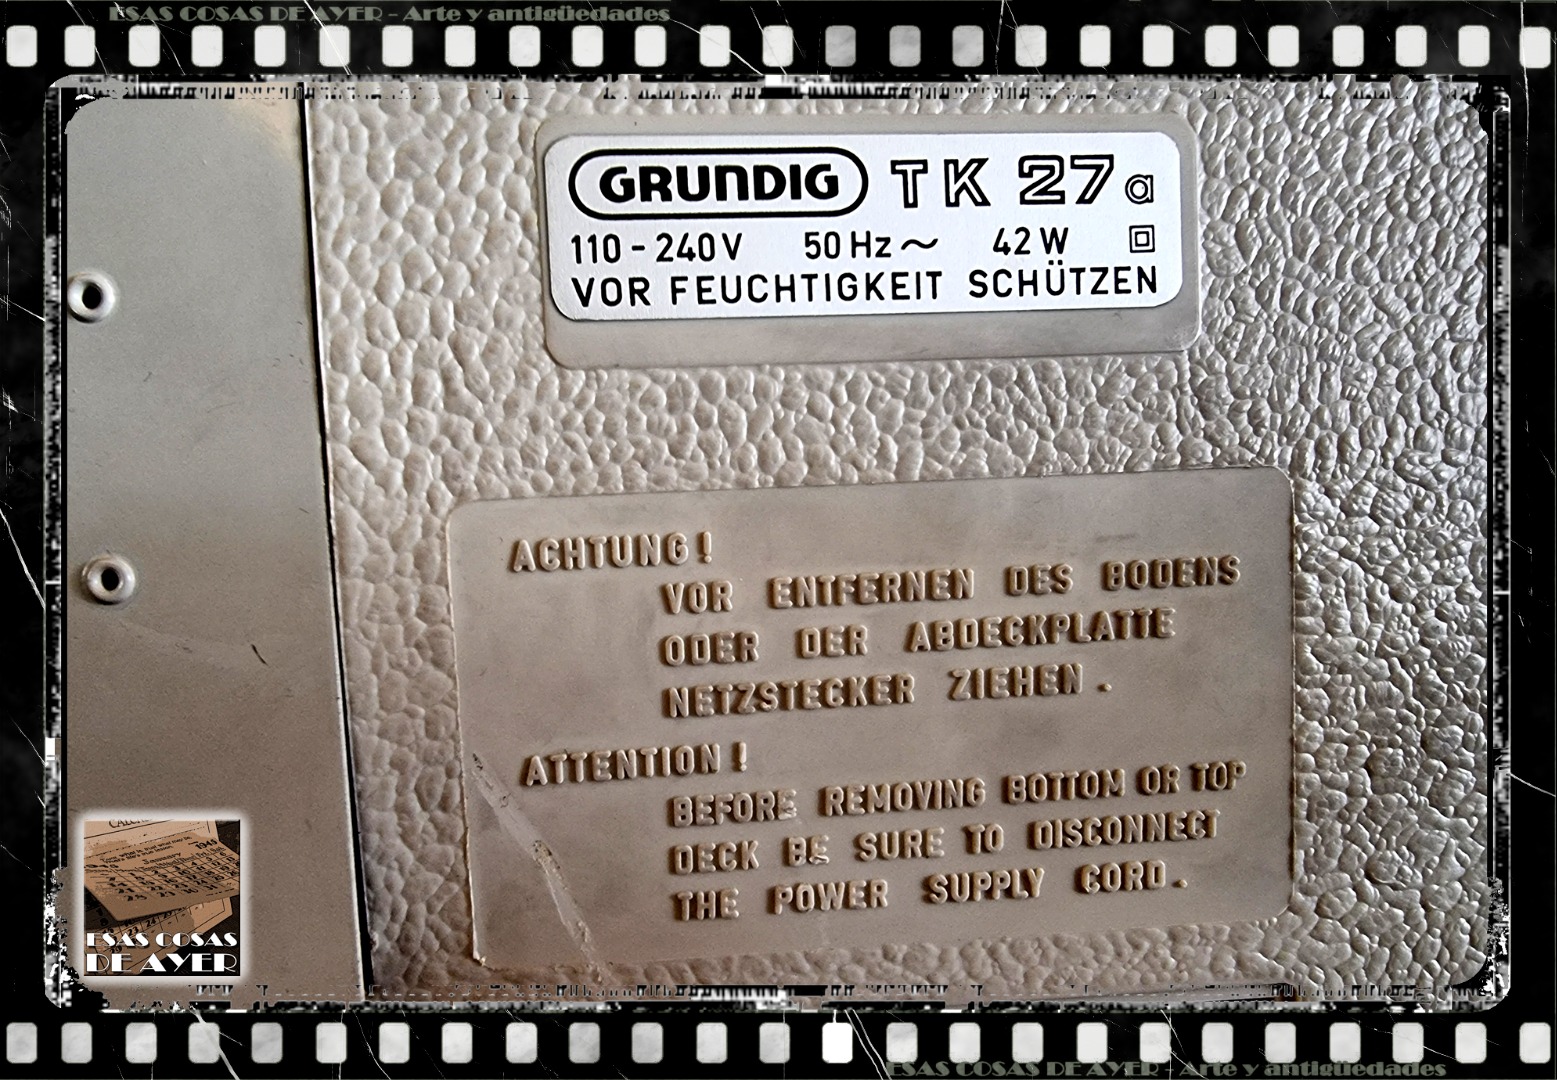 ESAS COSAS DE AYER - Arte y antigüedades
GRUNDIG TK 27a
110 - 240 V 50 Hz ~ 42 W
VOR FEUCHTIGKEIT SCHÜTZEN
ACHTUNG!
VOR ENTFERNEN DES BODENS
ODER DER ABDECKPLATTE
NETZSTECKER ZIEHEN.
ATTENTION!
BEFORE REMOVING BOTTOM OR TOP
DECK BE SURE TO DISCONNECT
THE POWER SUPPLY CORD.
1945
ESAS COSAS
DE AYER
ESAS COSAS DE AYER - Arte y antigüedades